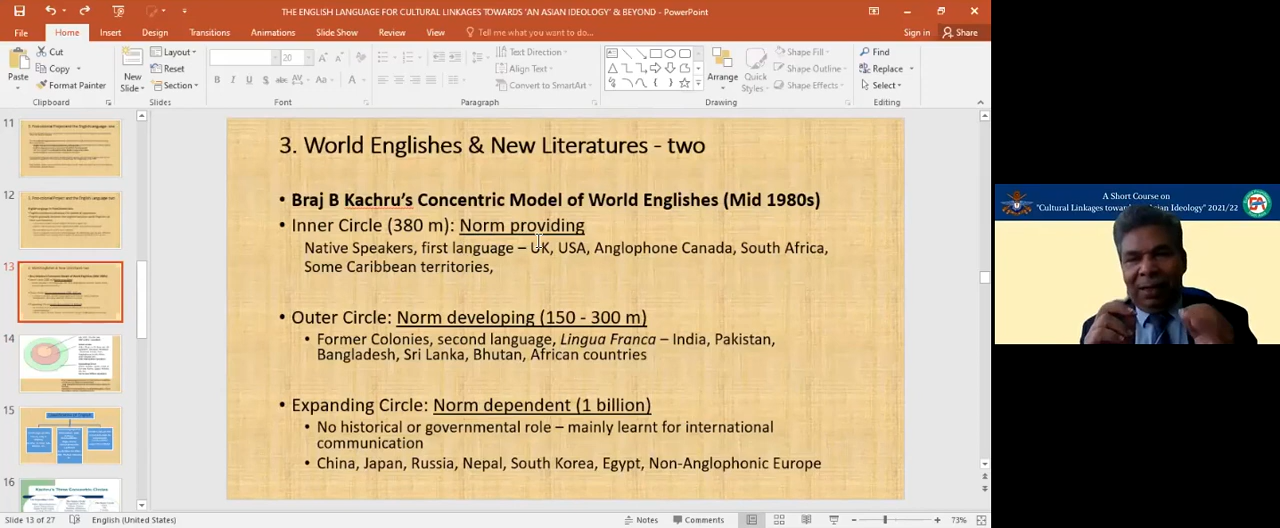 THE ENGLISH LANGUAGE FOR CULTURAL LINKAGES TOWARDS 'AN ASIAN IDEOLOGY' & BEYOND - PowerPoint
File Home Insert Design Transitions Animations Slide Show Review View Tell me what you want to do... Sign in Share
Paste Cut Copy Format Painter Clipboard
New Slide Layout Reset Section Slides
20 Font
Text Direction Align Text Convert to SmartArt Paragraph
Arrange Quick Styles Shape Fill Shape Outline Shape Effects Drawing
Find Replace Select Editing
11
12
13
14
15
16
3. World Englishes & New Literatures - two
• Braj B Kachru's Concentric Model of World Englishes (Mid 1980s)
• Inner Circle (380 m): Norm providing
Native Speakers, first language – UK, USA, Anglophone Canada, South Africa,
Some Caribbean territories,
• Outer Circle: Norm developing (150 - 300 m)
• Former Colonies, second language, Lingua Franca – India, Pakistan,
Bangladesh, Sri Lanka, Bhutan, African countries
• Expanding Circle: Norm dependent (1 billion)
• No historical or governmental role – mainly learnt for international
communication
• China, Japan, Russia, Nepal, South Korea, Egypt, Non-Anglophonic Europe
A Short Course on
"Cultural Linkages towards Asian Ideology" 2021/22
Slide 13 of 27 English (United States) Notes Comments 73%